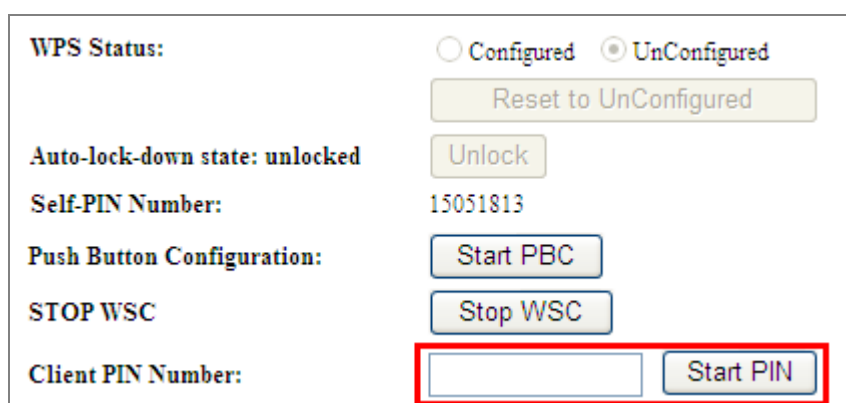 WPS Status: Configured UnConfigured
Reset to UnConfigured
Auto-lock-down state: unlocked Unlock
Self-PIN Number: 15051813
Push Button Configuration: Start PBC
STOP WSC Stop WSC
Client PIN Number: Start PIN